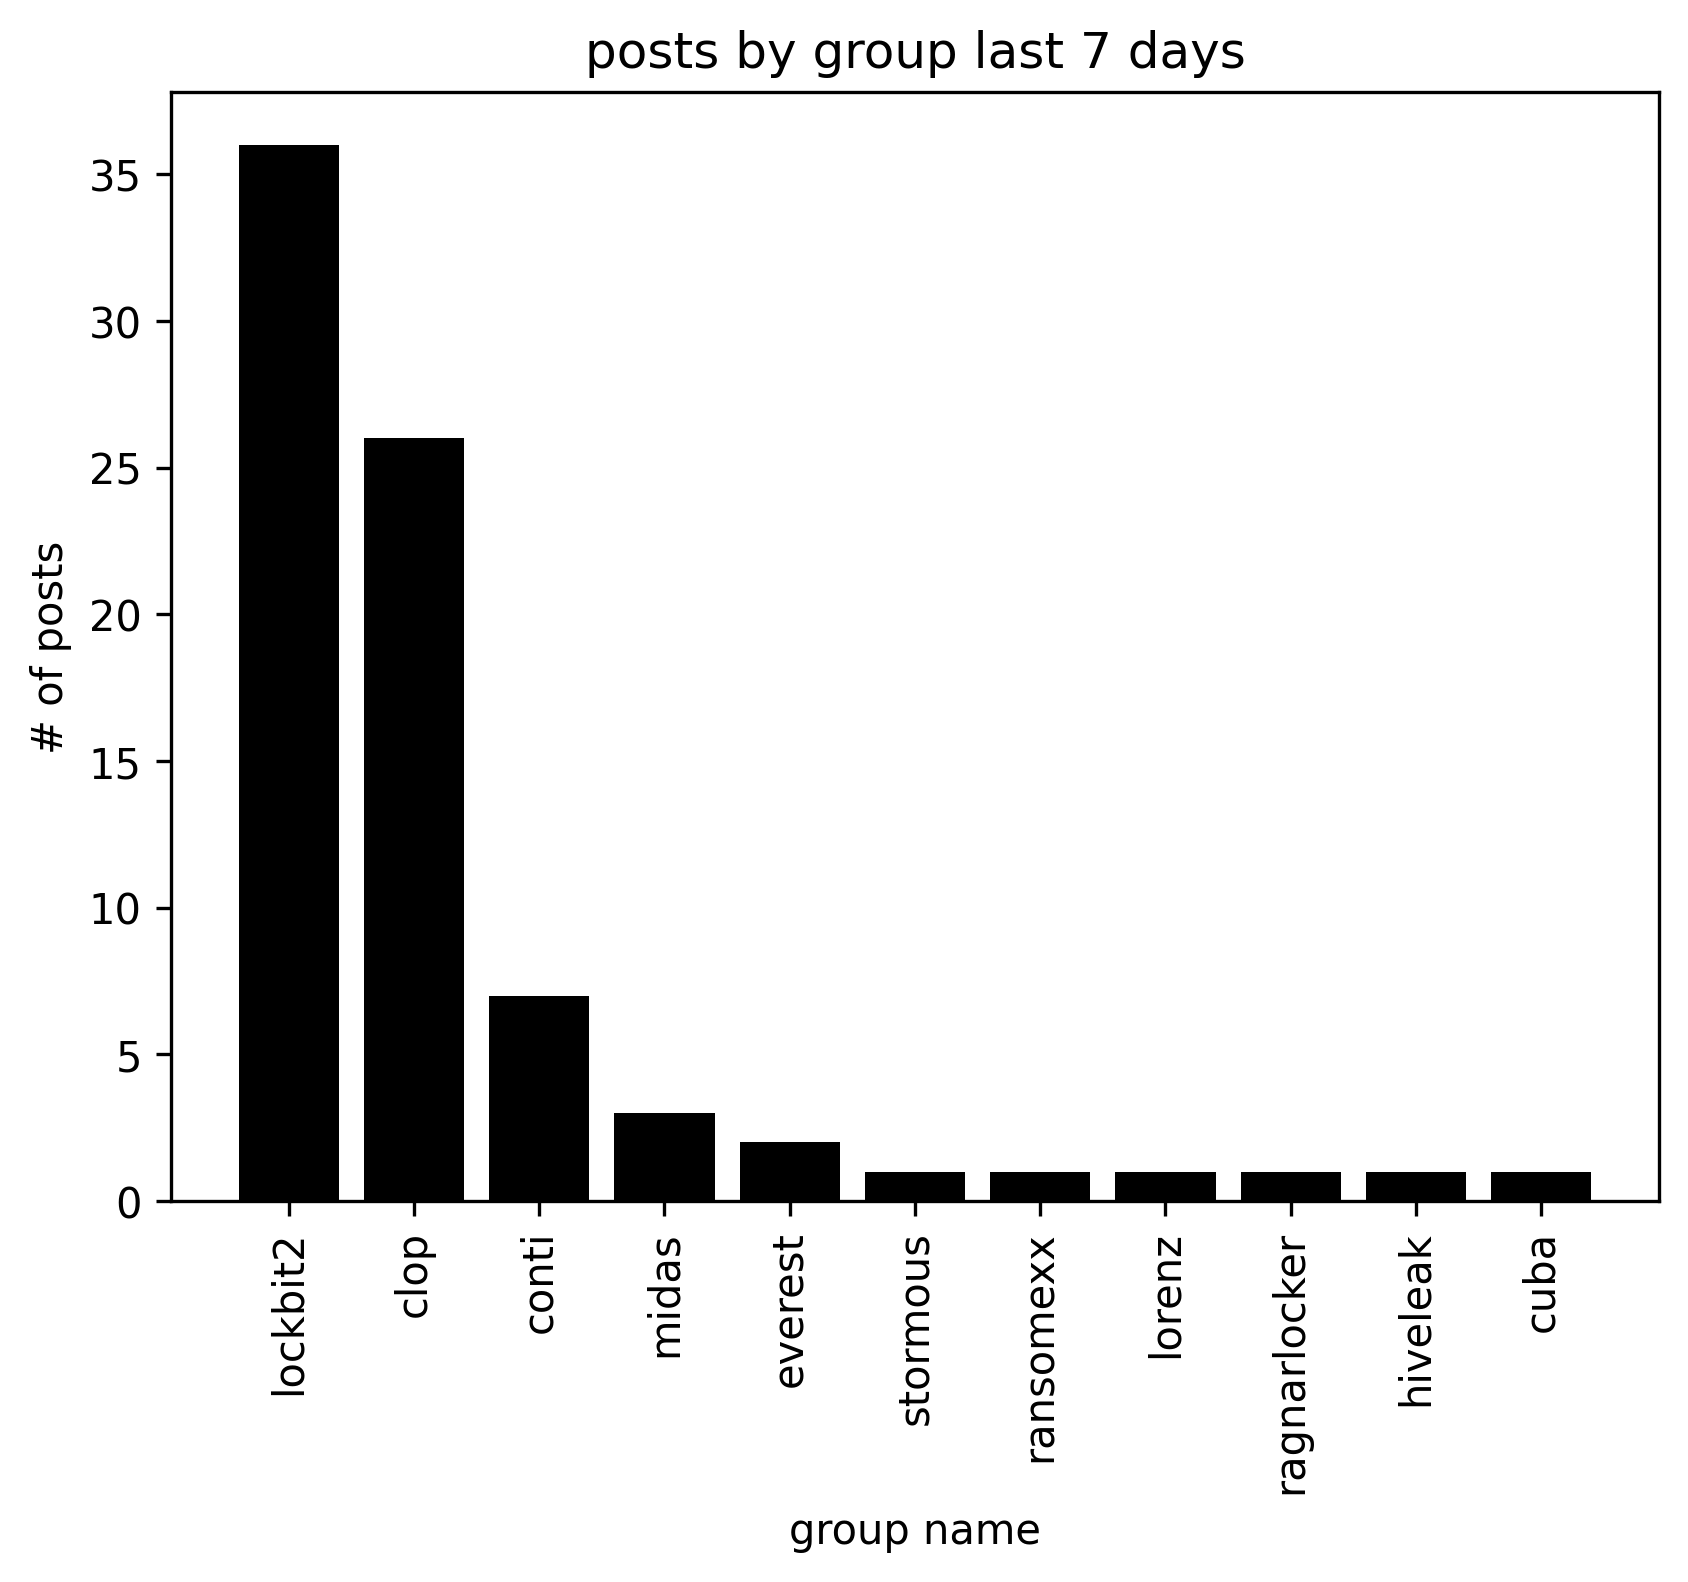 posts by group last 7 days
# of posts
35
30
25
20
15
10
5
0
lockbit2
clop
conti
midas
everest
stormous
ransomexx
lorenz
ragnarlocker
hiveleak
cuba
group name